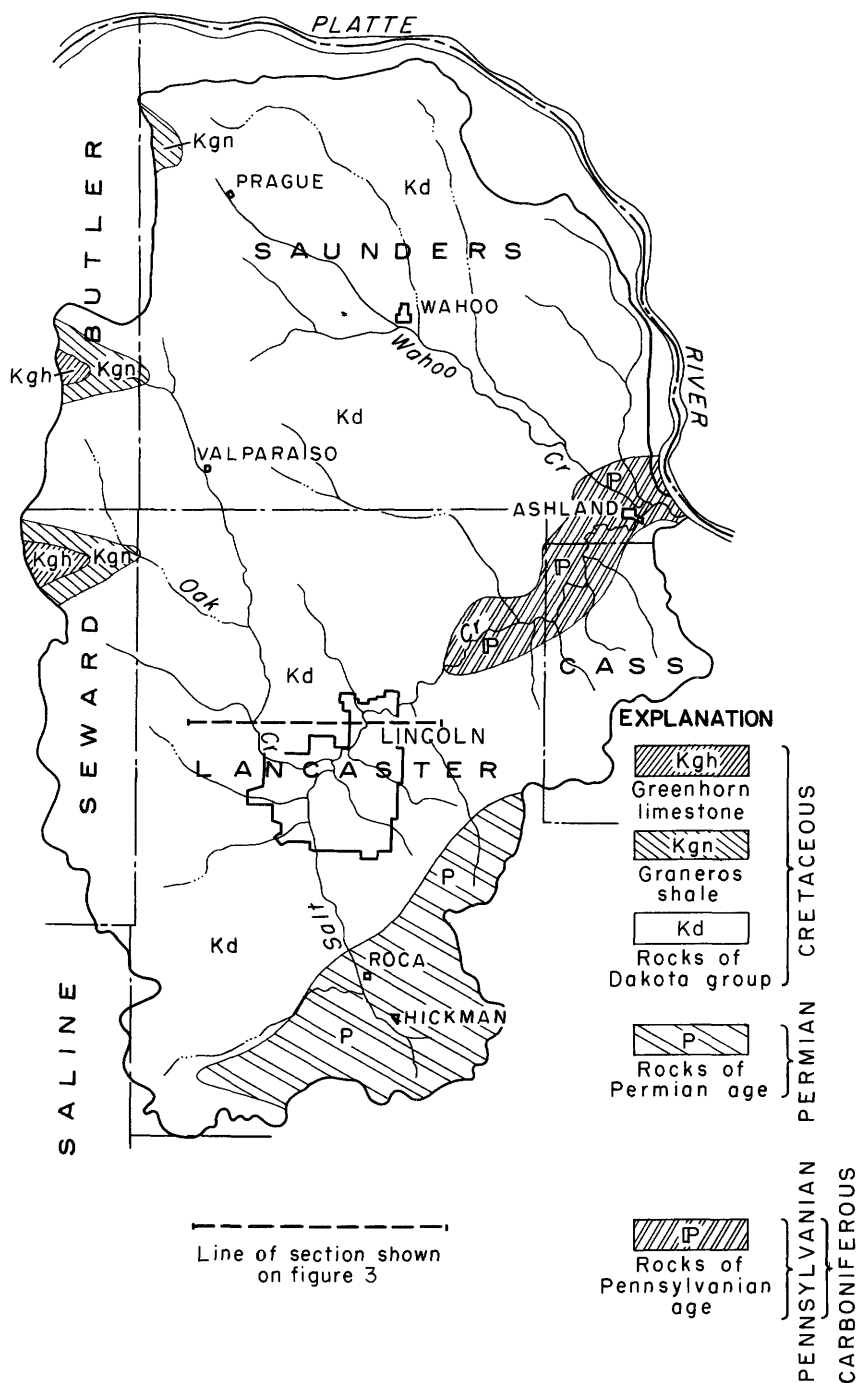 PLATTE
RIVER
BUTLER
Kgn
PRAGUE
Kd
SAUNDERS
WAHOO
Wahoo
Cr
Kgh
Kgn
Kd
VALPARAISO
ASHLAND
P
Kgh
Kgn
Oak
Cr
P
Cr
P
CASS
SEWARD
Kd
LINCOLN
LANCASTER
P
Kd
Salt
ROCA
HICKMAN
P
SALINE
EXPLANATION
Kgh
Greenhorn
limestone
Kgn
Graneros
shale
Kd
Rocks of
Dakota group
CRETACEOUS
P
Rocks of
Permian age
PERMIAN
IP
Rocks of
Pennsylvanian
age
PENNSYLVANIAN
CARBONIFEROUS
Line of section shown
on figure 3